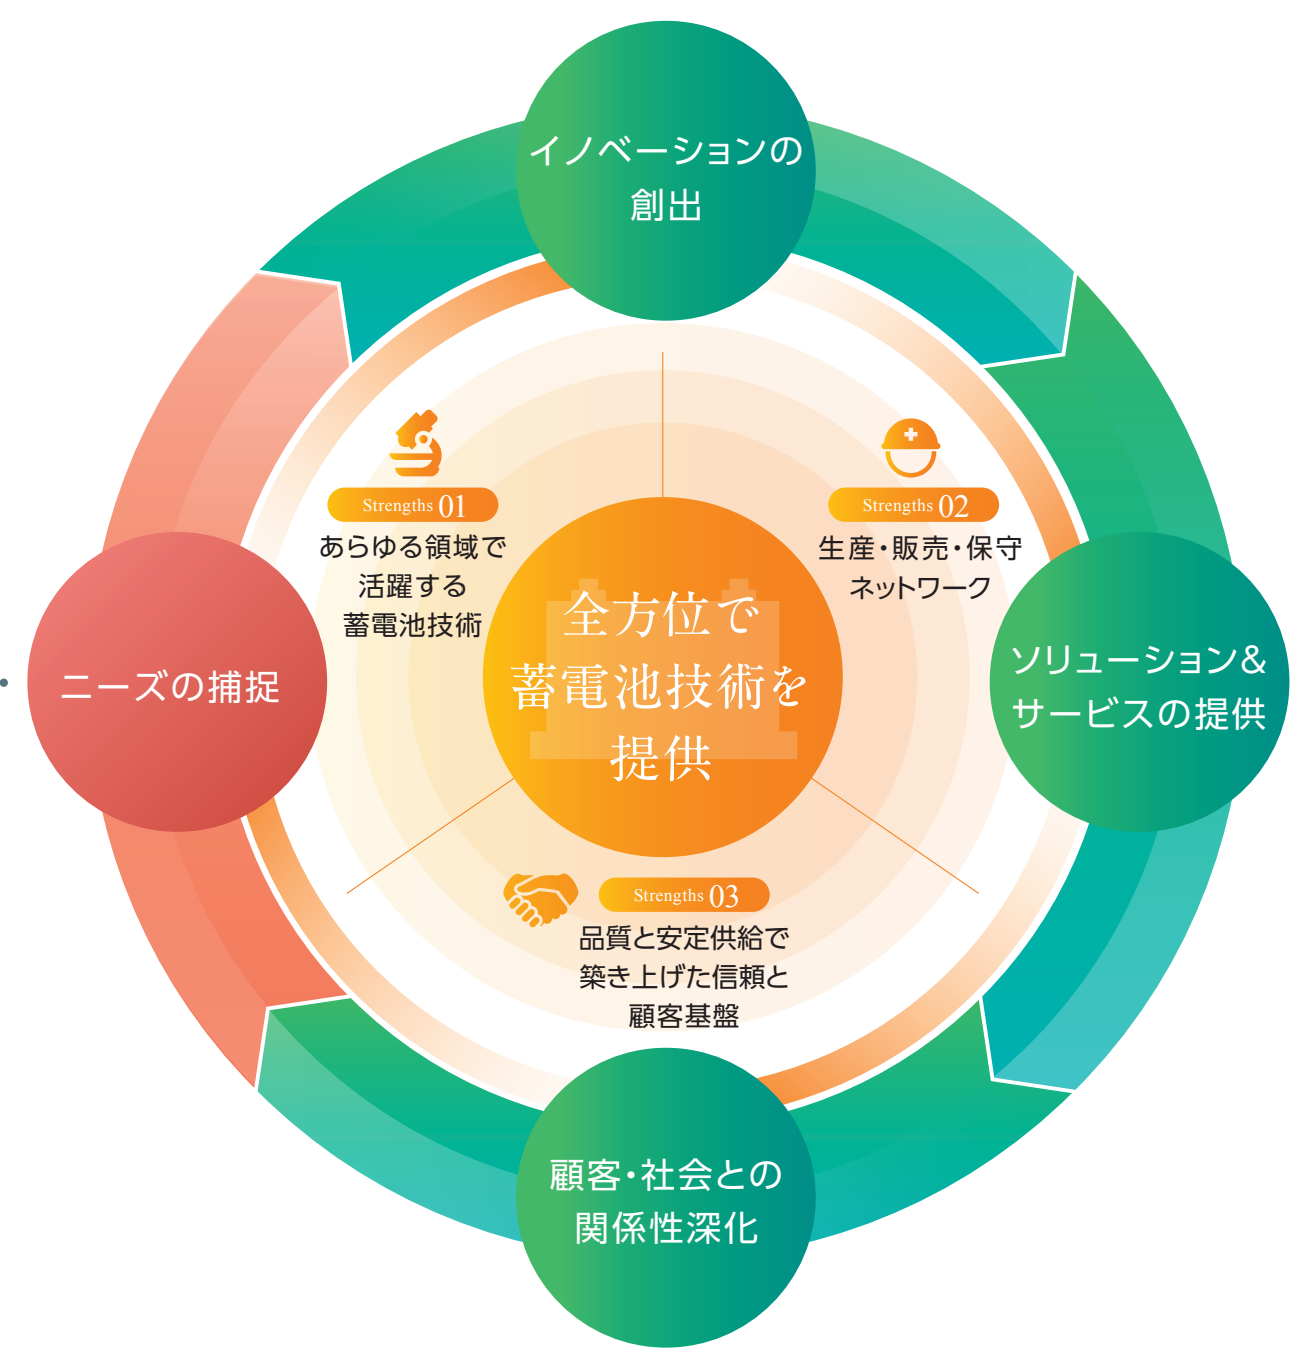 イノベーションの
創出
Strengths 01
あらゆる領域で
活躍する
蓄電池技術
Strengths 02
生産・販売・保守
ネットワーク
全方位で
蓄電池技術を
提供
ニーズの捕捉
ソリューション&
サービスの提供
Strengths 03
品質と安定供給で
築き上げた信頼と
顧客基盤
顧客・社会との
関係性深化